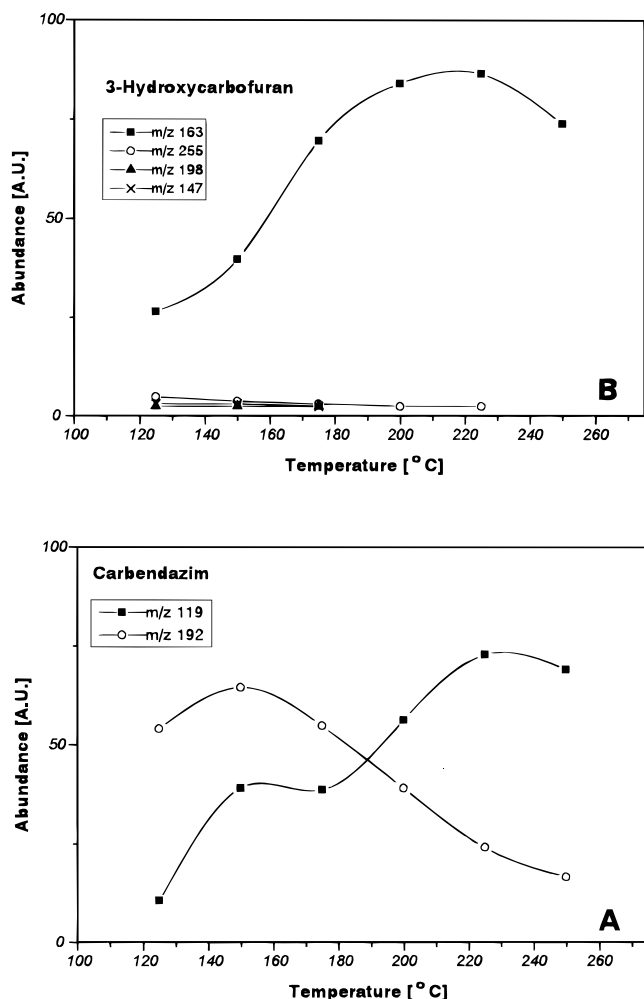 100
3-Hydroxycarbofuran
m/z 163
m/z 255
m/z 198
m/z 147
50
Abundance [A.U.]
B
0
100 120 140 160 180 200 220 240 260
Temperature [°C]
100
Carbendazim
m/z 119
m/z 192
50
Abundance [A.U.]
A
0
100 120 140 160 180 200 220 240 260
Temperature [°C]